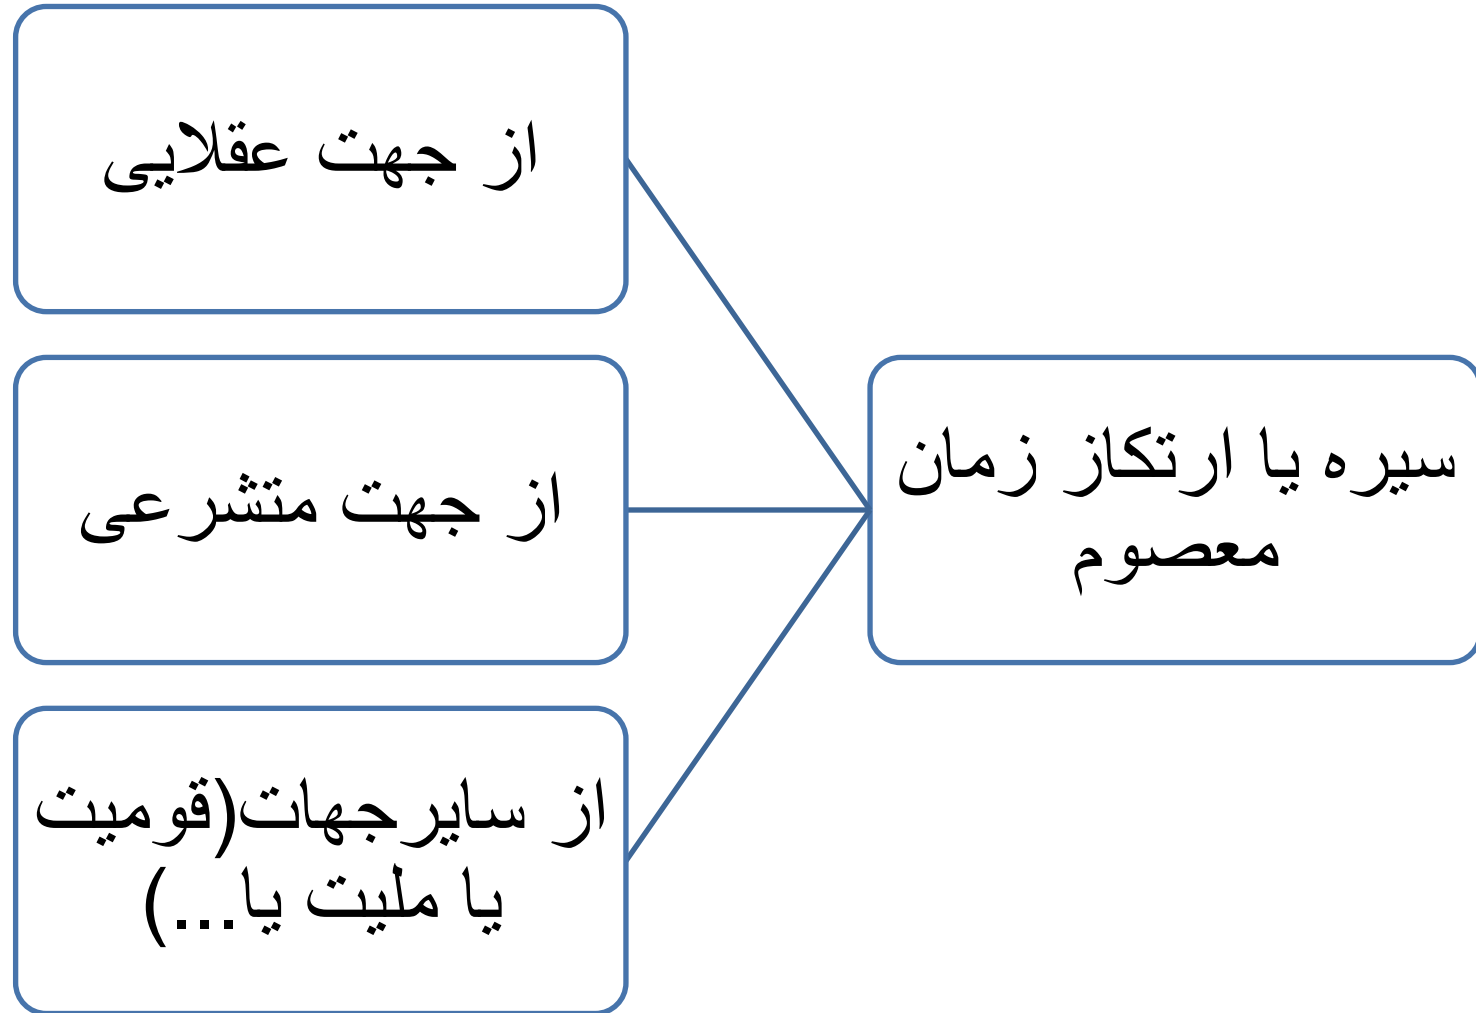 سیره یا ارتکاز زمان
معصوم
از جهت عقلایی
از جهت متشرعی
از سایرجهات(قومیت
یا ملیت یا...)